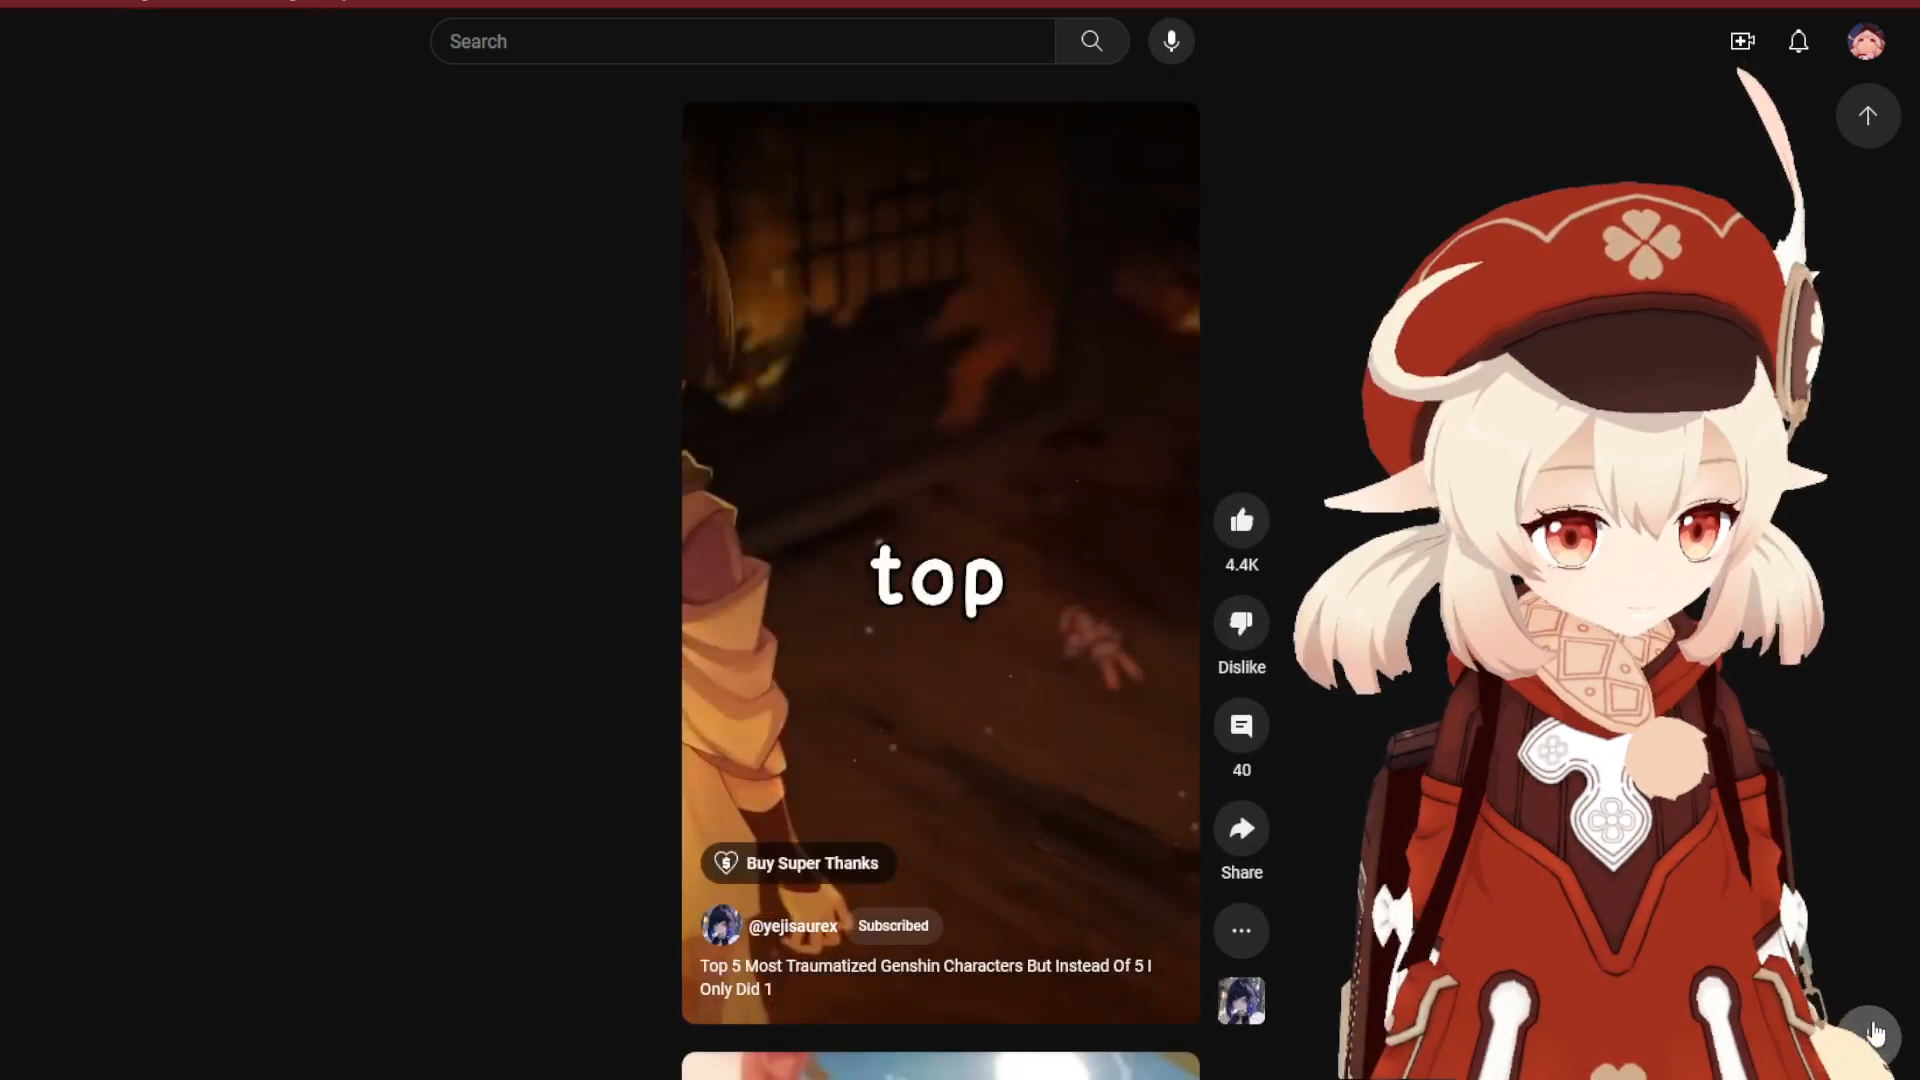 Search
top
4.4K
Dislike
40
Share
Buy Super Thanks
@yejisaurex Subscribed
Top 5 Most Traumatized Genshin Characters But Instead Of 5 I
Only Did 1